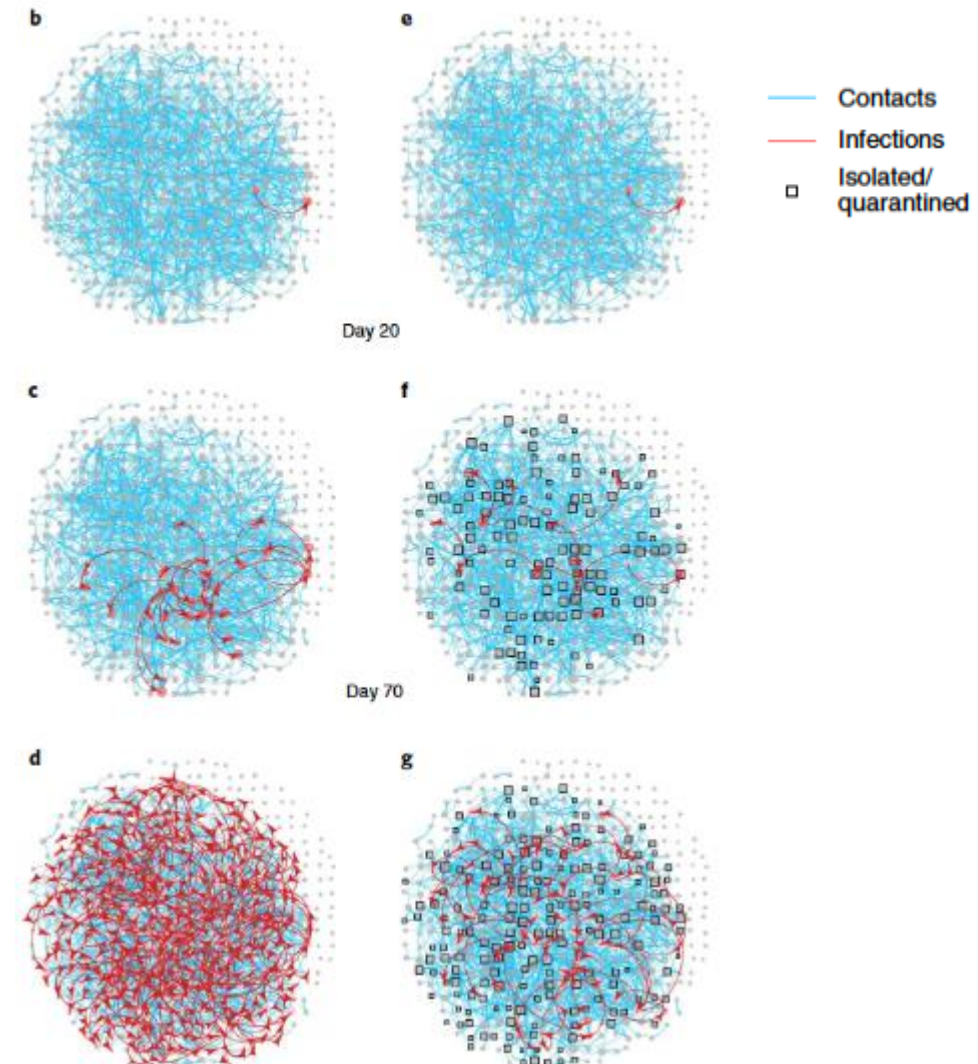 b
e
Contacts
Infections
Isolated/
quarantined
Day 20
c
f
Day 70
d
g